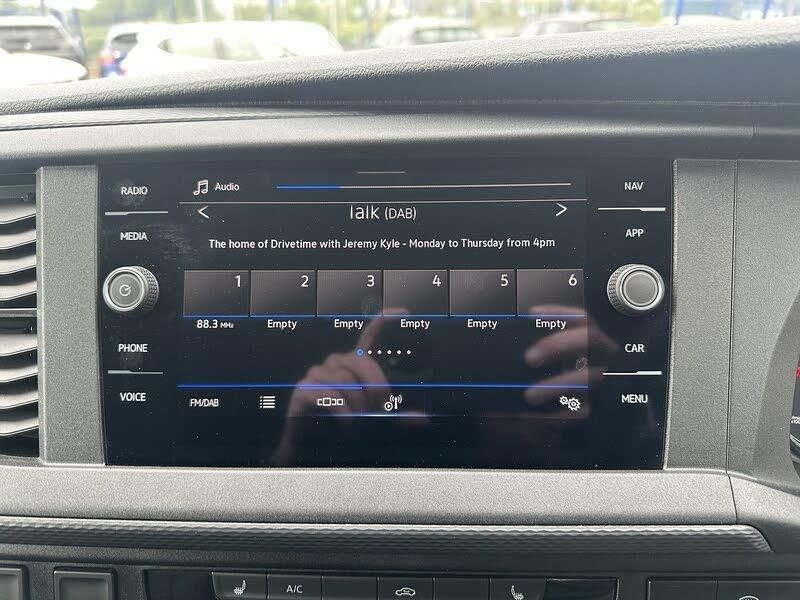 RADIO
MEDIA
PHONE
VOICE
Audio
Talk (DAB)
The home of Drivetime with Jeremy Kyle - Monday to Thursday from 4pm
1 2 3 4 5 6
88.3 MHz Empty Empty Empty Empty Empty
FM/DAB
NAV
APP
CAR
MENU
A/C